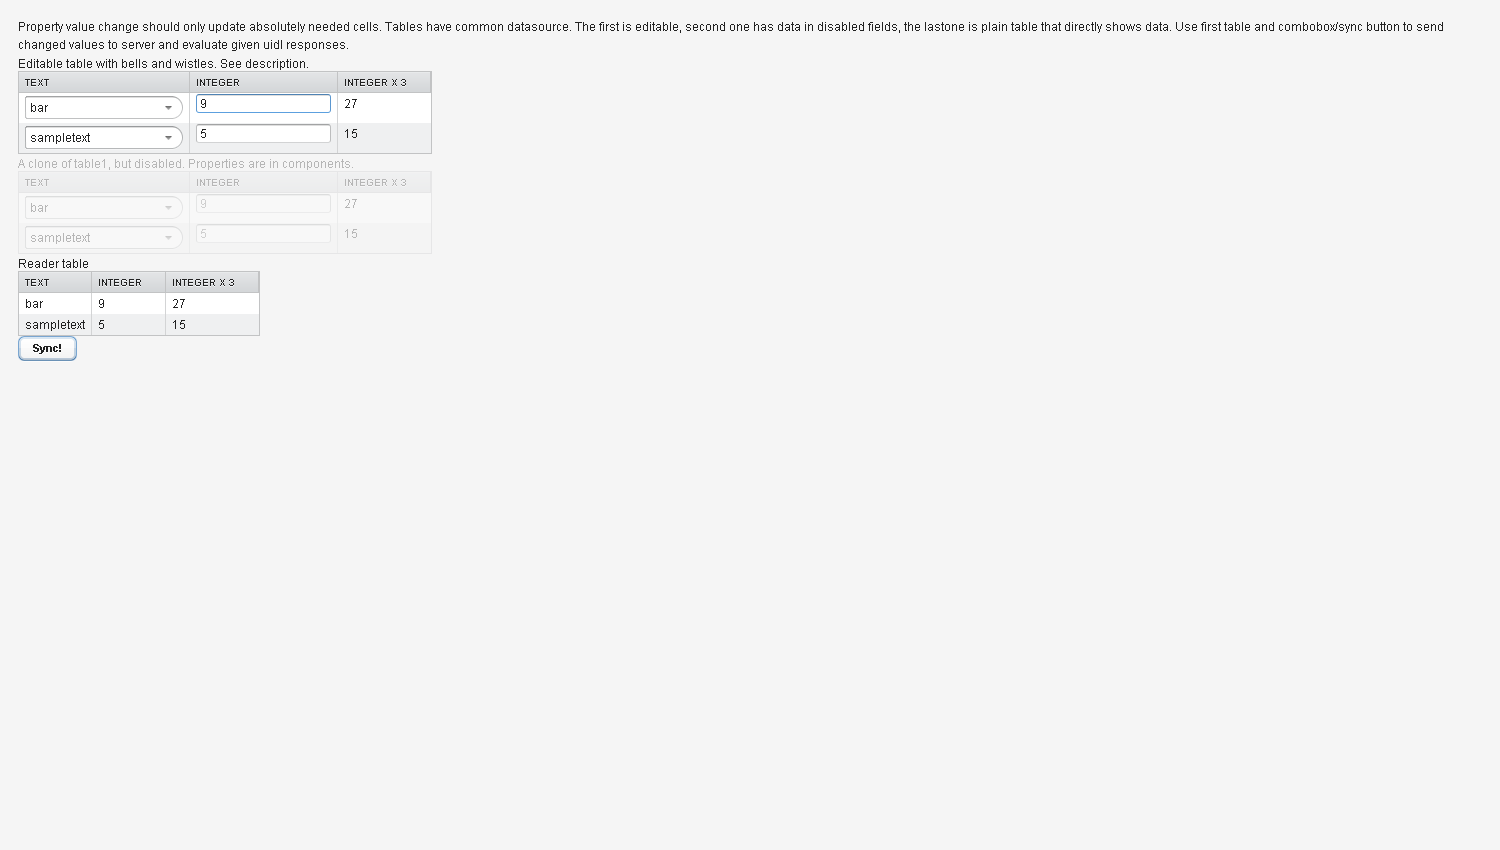 Property value change should only update absolutely needed cells. Tables have common datasource. The first is editable, second one has data in disabled fields, the lastone is plain table that directly shows data. Use first table and combobox/sync button to send
changed values to server and evaluate given uidl responses.
Editable table with bells and wistles. See description.
TEXT INTEGER INTEGER X 3
bar 9 27
sampletext 5 15
A clone of table1, but disabled. Properties are in components.
TEXT INTEGER INTEGER X 3
bar 9 27
sampletext 5 15
Reader table
TEXT INTEGER INTEGER X 3
bar 9 27
sampletext 5 15
Sync!